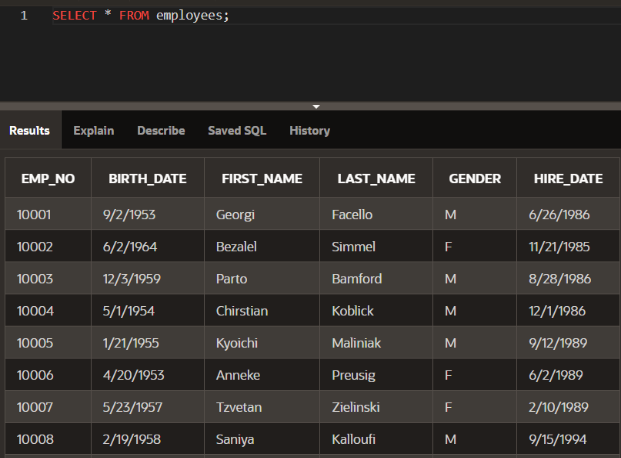 1 SELECT * FROM employees;
Results Explain Describe Saved SQL History
EMP_NO BIRTH_DATE FIRST_NAME LAST_NAME GENDER HIRE_DATE
10001 9/2/1953 Georgi Facello M 6/26/1986
10002 6/2/1964 Bezalel Simmel F 11/21/1985
10003 12/3/1959 Parto Bamford M 8/28/1986
10004 5/1/1954 Chirstian Koblick M 12/1/1986
10005 1/21/1955 Kyoichi Maliniak M 9/12/1989
10006 4/20/1953 Anneke Preusig F 6/2/1989
10007 5/23/1957 Tzvetan Zielinski F 2/10/1989
10008 2/19/1958 Saniya Kalloufi M 9/15/1994